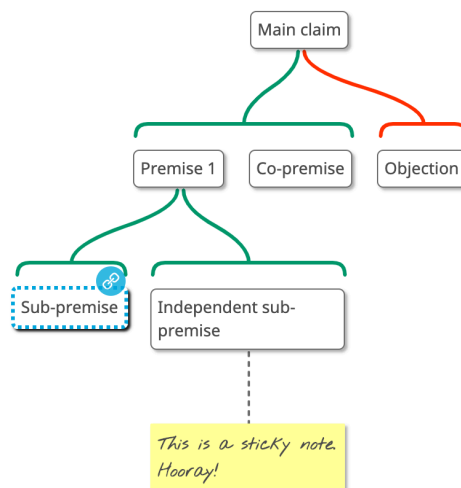 Main claim
Premise 1
Co-premise
Objection
Sub-premise
Independent sub-
premise
This is a sticky note.
Hooray!